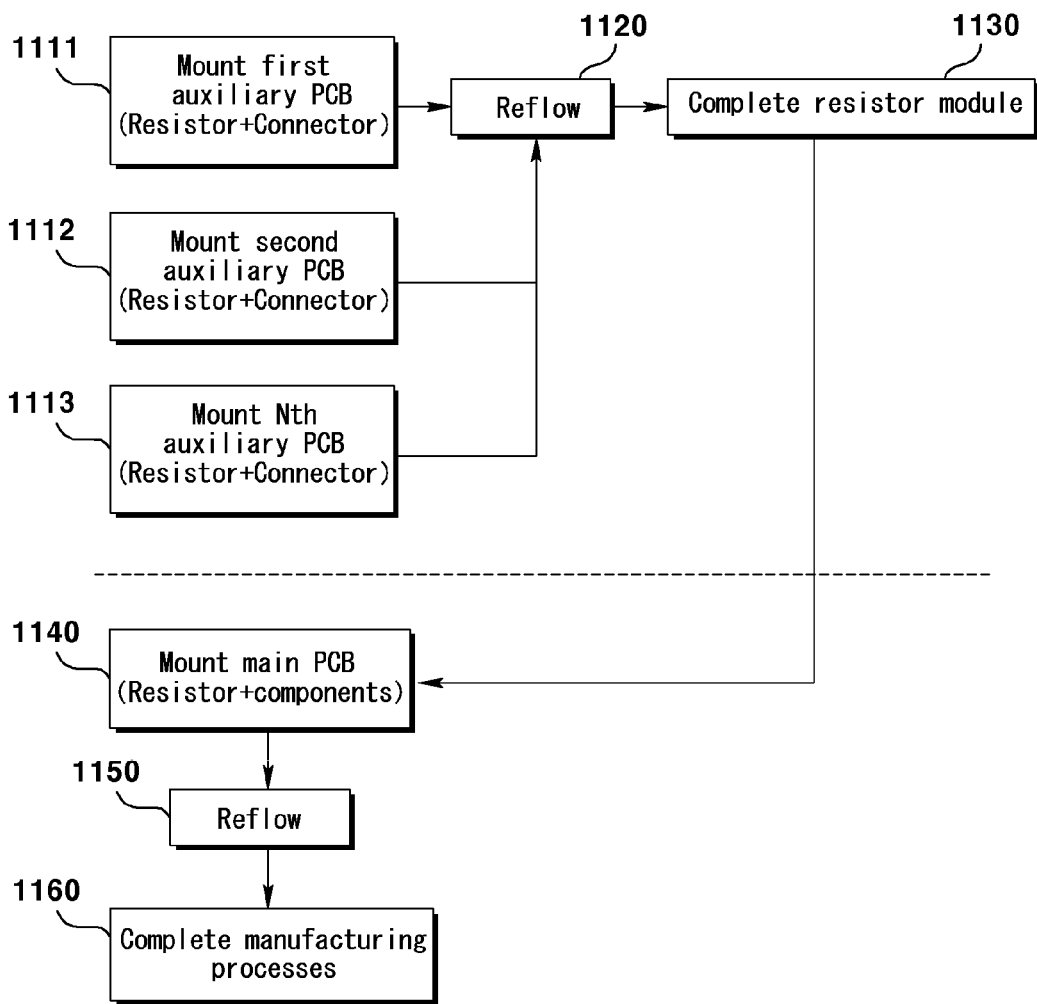 1111
Mount first
auxiliary PCB
(Resistor+Connector)
1120
Reflow
1130
Complete resistor module
1112
Mount second
auxiliary PCB
(Resistor+Connector)
1113
Mount Nth
auxiliary PCB
(Resistor+Connector)
1140
Mount main PCB
(Resistor+components)
1150
Reflow
1160
Complete manufacturing
processes